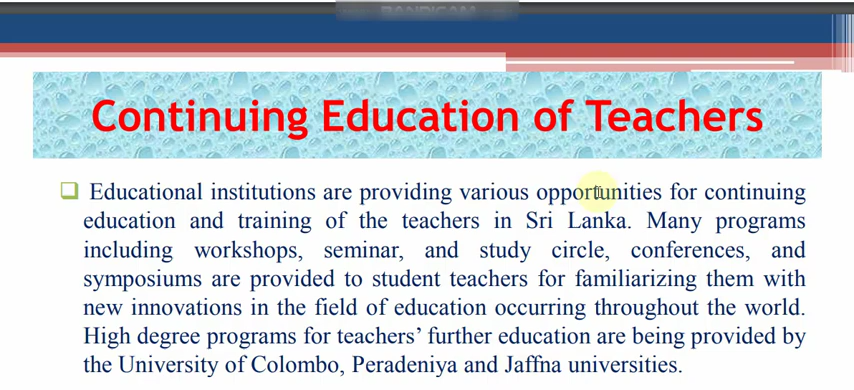 BANDICAM
Continuing Education of Teachers
❑ Educational institutions are providing various opportunities for continuing
education and training of the teachers in Sri Lanka. Many programs
including workshops, seminar, and study circle, conferences, and
symposiums are provided to student teachers for familiarizing them with
new innovations in the field of education occurring throughout the world.
High degree programs for teachers’ further education are being provided by
the University of Colombo, Peradeniya and Jaffna universities.